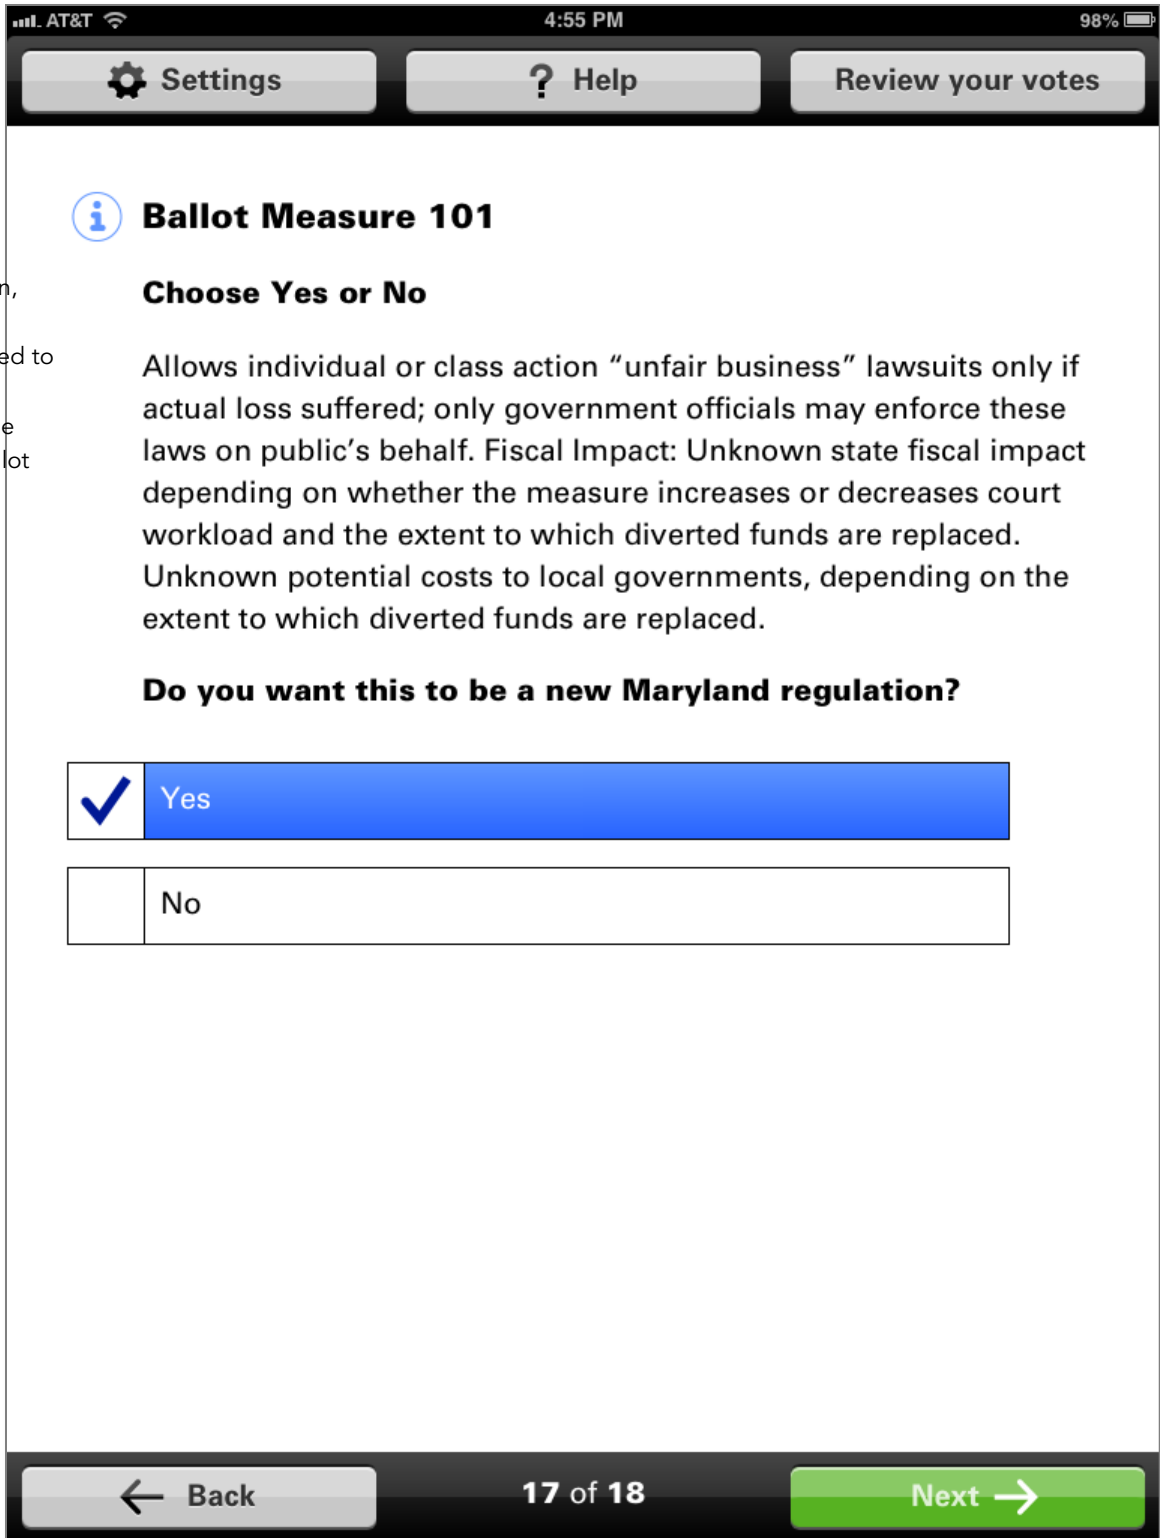 AT&T 4:55 PM 98%
Settings ? Help Review your votes
i Ballot Measure 101
Choose Yes or No
ed to
lot
Allows individual or class action “unfair business” lawsuits only if
actual loss suffered; only government officials may enforce these
laws on public’s behalf. Fiscal Impact: Unknown state fiscal impact
depending on whether the measure increases or decreases court
workload and the extent to which diverted funds are replaced.
Unknown potential costs to local governments, depending on the
extent to which diverted funds are replaced.
Do you want this to be a new Maryland regulation?
Yes
No
Back 17 of 18 Next